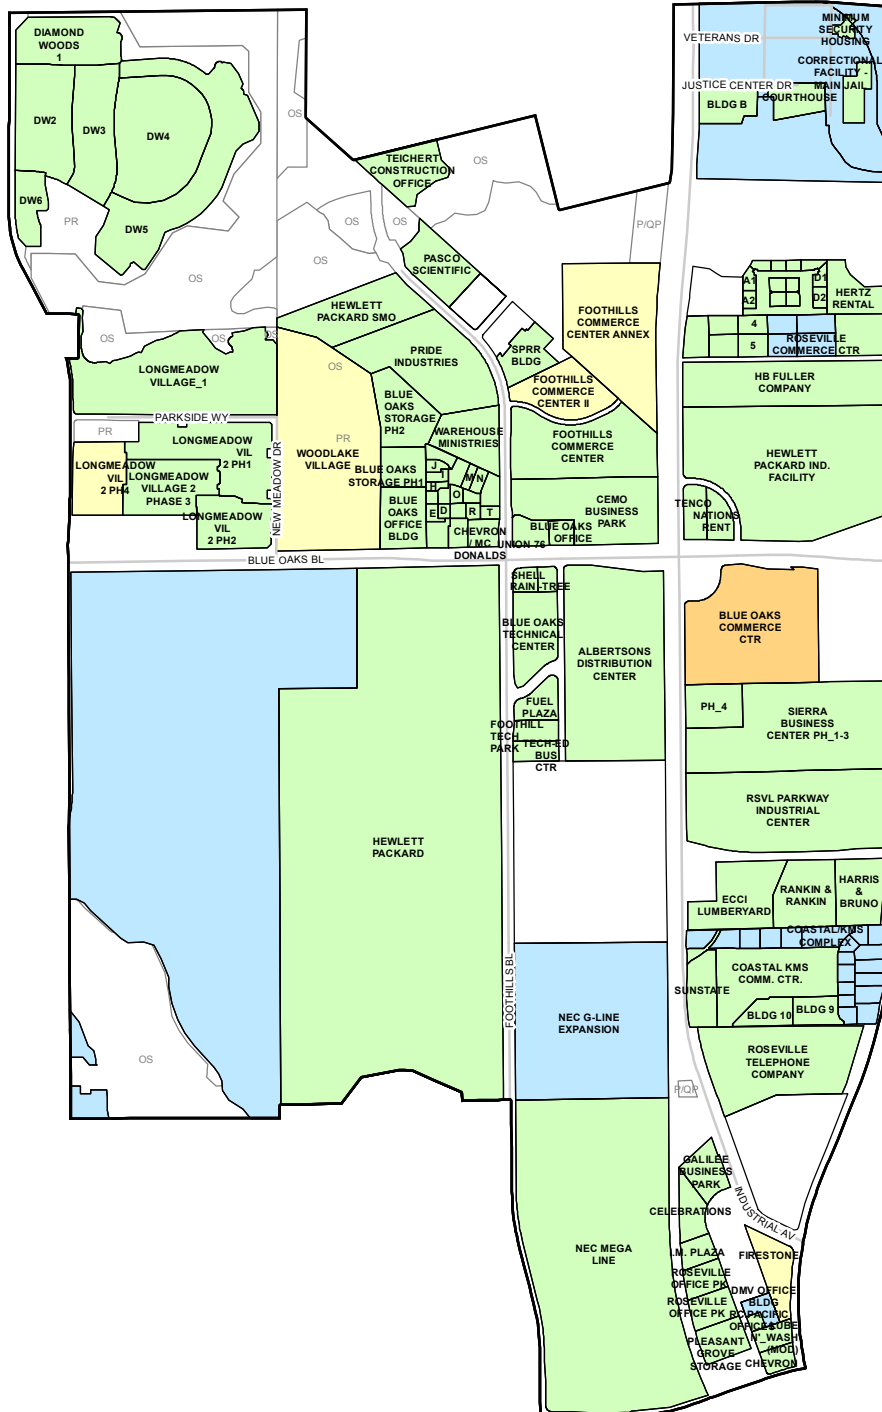 DIAMOND
WOODS
1
DW2
DW3
DW4
DW5
DW6
PR
OS
OS
OS
OS
OS
OS
OS
TEICHERT
CONSTRUCTION
OFFICE
PASCO
SCIENTIFIC
P/QP
VETERANS DR
MINIMUM
SECURITY
HOUSING
CORRECTIONAL
FACILITY -
MAIN JAIL
JUSTICE CENTER DR
COURTHOUSE
BLDG B
A1
A2
D1
D2
HERTZ
RENTAL
4
5
ROSEVILLE
COMMERCE CTR
HB FULLER
COMPANY
HEWLETT
PACKARD IND.
FACILITY
TENCO
NATIONS
RENT
HEWLETT
PACKARD SMO
PRIDE
INDUSTRIES
FOOTHILLS
COMMERCE
CENTER ANNEX
SPRR
BLDG
FOOTHILLS
COMMERCE
CENTER II
FOOTHILLS
COMMERCE
CENTER
CEMO
BUSINESS
PARK
BLUE OAKS
OFFICE
UNION 76
OS
OS
OS
LONGMEADOW
VILLAGE_1
PARKSIDE WY
PR
LONGMEADOW
VIL
2 PH4
LONGMEADOW
VIL
2 PH1
LONGMEADOW
VILLAGE 2
PHASE 3
LONGMEADOW
VIL
2 PH2
NEW MEADOW DR
OS
PR
WOODLAKE
VILLAGE
BLUE
OAKS
STORAGE
PH2
WAREHOUSE
MINISTRIES
BLUE OAKS
STORAGE PH1
BLUE
OAKS
OFFICE
BLDG
J
I
H
M
N
O
E
D
R
T
CHEVRON
/ MC
DONALDS
BLUE OAKS BL
SHELL
RAIN-TREE
BLUE OAKS
TECHNICAL
CENTER
ALBERTSONS
DISTRIBUTION
CENTER
FUEL
PLAZA
FOOTHILL
TECH
PARK
TECH-ED
BUS
CTR
BLUE OAKS
COMMERCE
CTR
PH_4
SIERRA
BUSINESS
CENTER PH_1-3
RSVL PARKWAY
INDUSTRIAL
CENTER
HEWLETT
PACKARD
ECCI
LUMBERYARD
RANKIN &
RANKIN
HARRIS
&
BRUNO
COASTAL/KMS
COMPLEX
COASTAL KMS
COMM. CTR.
SUNSTATE
BLDG 10
BLDG 9
FOOTHILLS BL
NEC G-LINE
EXPANSION
ROSEVILLE
TELEPHONE
COMPANY
OS
P/QP
GALILEE
BUSINESS
PARK
CELEBRATIONS
INDUSTRIAL AV
NEC MEGA
LINE
I.M. PLAZA
FIRESTONE
ROSEVILLE
OFFICE PK
DMV OFFICE
BLDG
ROSEVILLE
OFFICE PK
PACIFIC
N'_WASH
(MOD)
PLEASANT
GROVE
STORAGE
CHEVRON